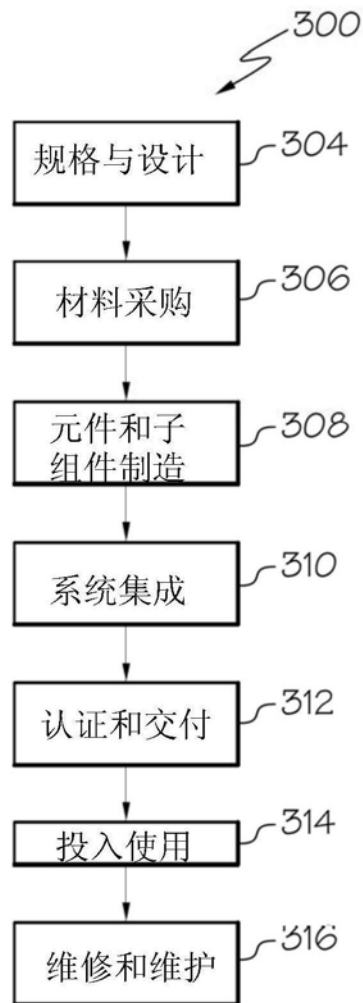 300
规格与设计
304
材料采购
306
元件和子
组件制造
308
系统集成
310
认证和交付
312
投入使用
314
维修和维护
316